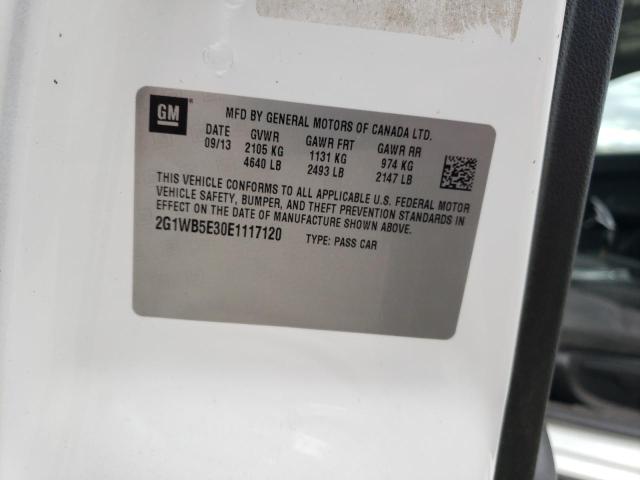 GM
MFD BY GENERAL MOTORS OF CANADA LTD.
DATE GVWR GAWR FRT GAWR RR
09/13 2105 KG 1131 KG 974 KG
4640 LB 2493 LB 2147 LB
THIS VEHICLE CONFORMS TO ALL APPLICABLE U.S. FEDERAL MOTOR
VEHICLE SAFETY, BUMPER, AND THEFT PREVENTION STANDARDS IN
EFFECT ON THE DATE OF MANUFACTURE SHOWN ABOVE.
2G1WB5E30E1117120 TYPE: PASS CAR